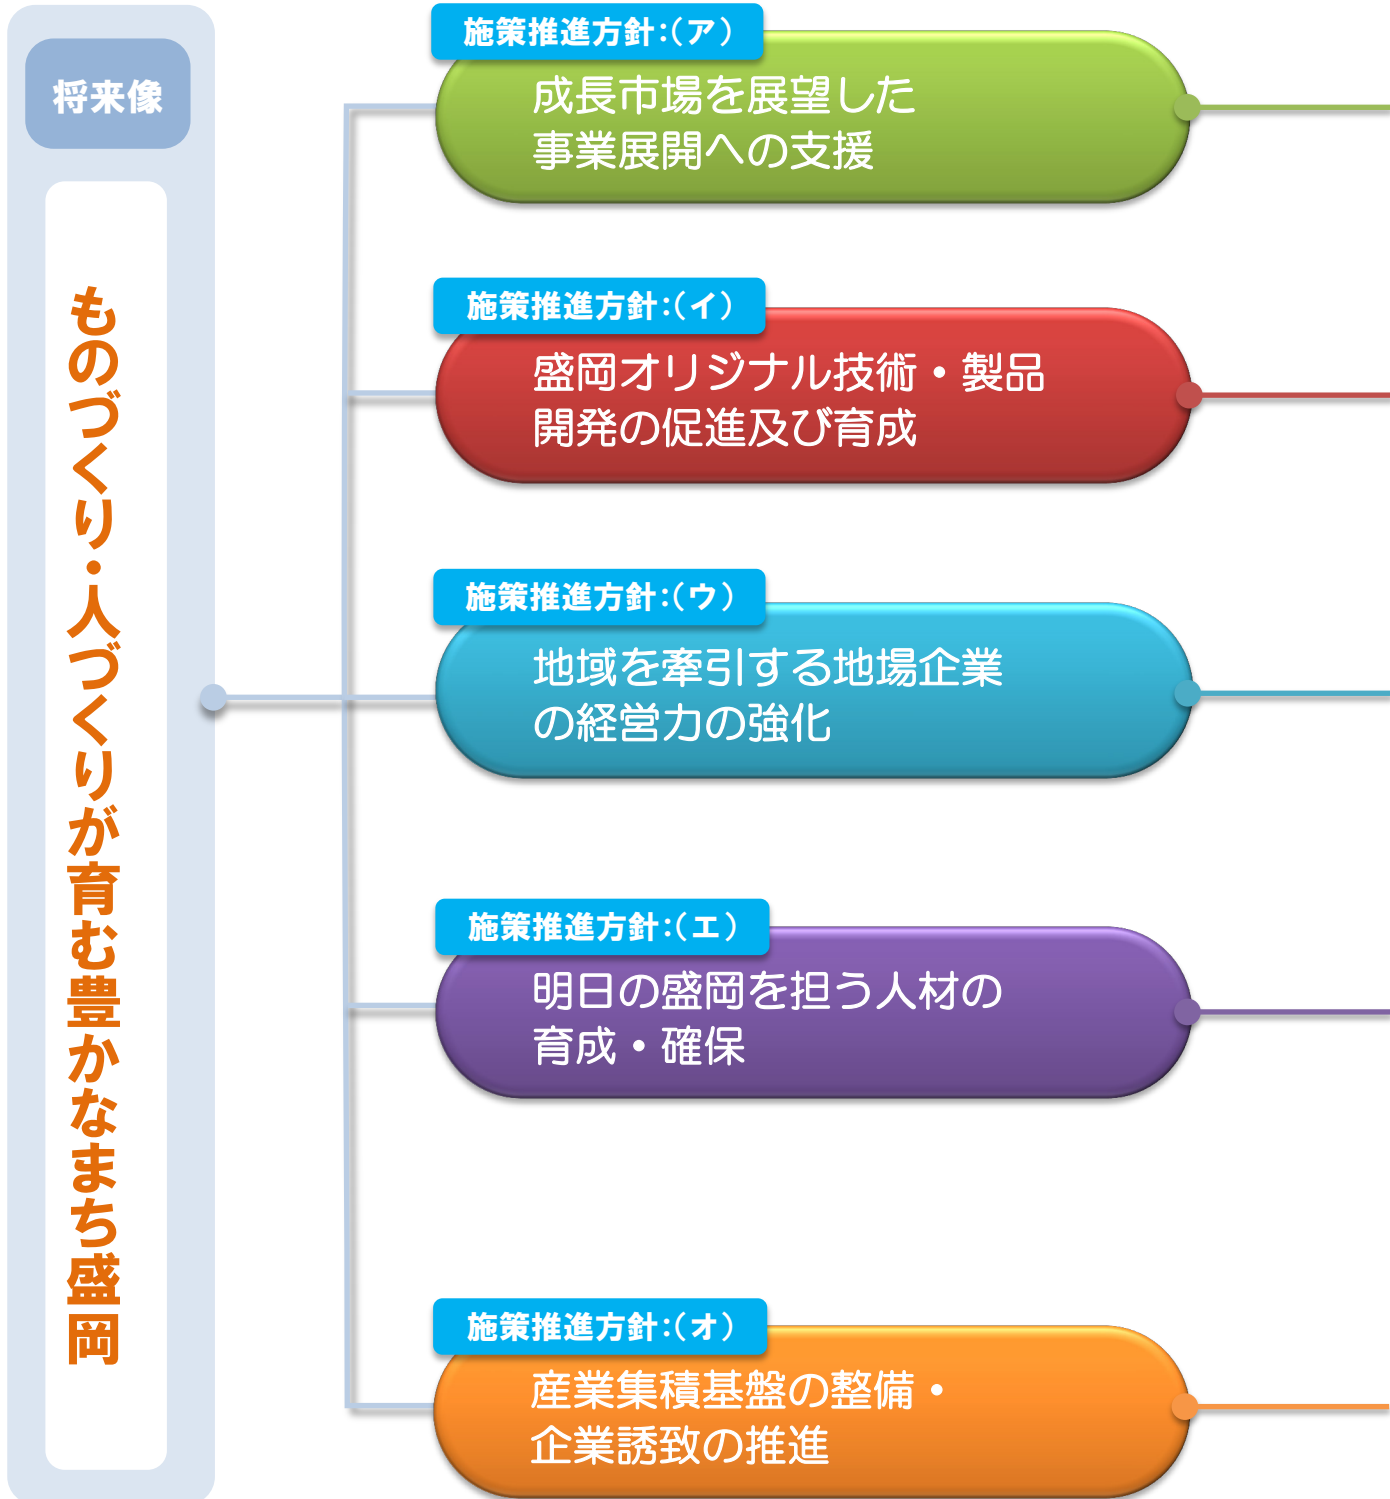 将来像
ものづくり・人づくりが育む豊かなまち盛岡
施策推進方針：（ア）
成長市場を展望した
事業展開への支援
施策推進方針：（イ）
盛岡オリジナル技術・製品
開発の促進及び育成
施策推進方針：（ウ）
地域を牽引する地場企業
の経営力の強化
施策推進方針：（エ）
明日の盛岡を担う人材の
育成・確保
施策推進方針：（オ）
産業集積基盤の整備・
企業誘致の推進